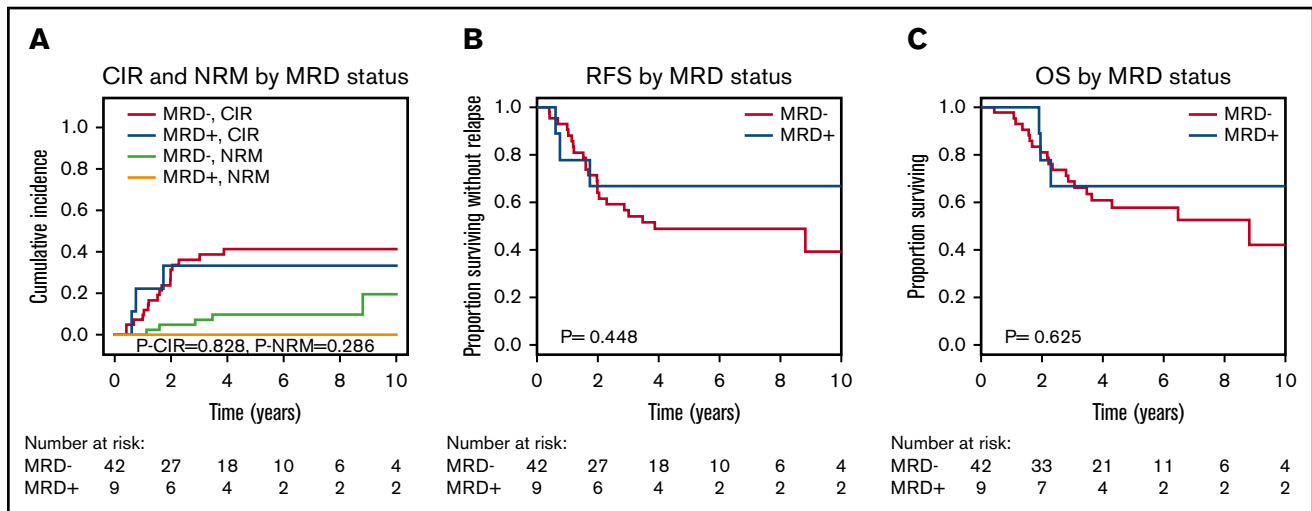 A
CIR and NRM by MRD status
Cumulative incidence
1.0
0.8
0.6
0.4
0.2
0.0
MRD-, CIR
MRD+, CIR
MRD-, NRM
MRD+, NRM
P-CIR=0.828, P-NRM=0.286
0 2 4 6 8 10
Time (years)
Number at risk:
MRD- 42 27 18 10 6 4
MRD+ 9 6 4 2 2 2
B
RFS by MRD status
Proportion surviving without relapse
1.0
0.8
0.6
0.4
0.2
0.0
MRD-
MRD+
P= 0.448
0 2 4 6 8 10
Time (years)
Number at risk:
MRD- 42 27 18 10 6 4
MRD+ 9 6 4 2 2 2
C
OS by MRD status
Proportion surviving
1.0
0.8
0.6
0.4
0.2
0.0
MRD-
MRD+
P= 0.625
0 2 4 6 8 10
Time (years)
Number at risk:
MRD- 42 33 21 11 6 4
MRD+ 9 7 4 2 2 2